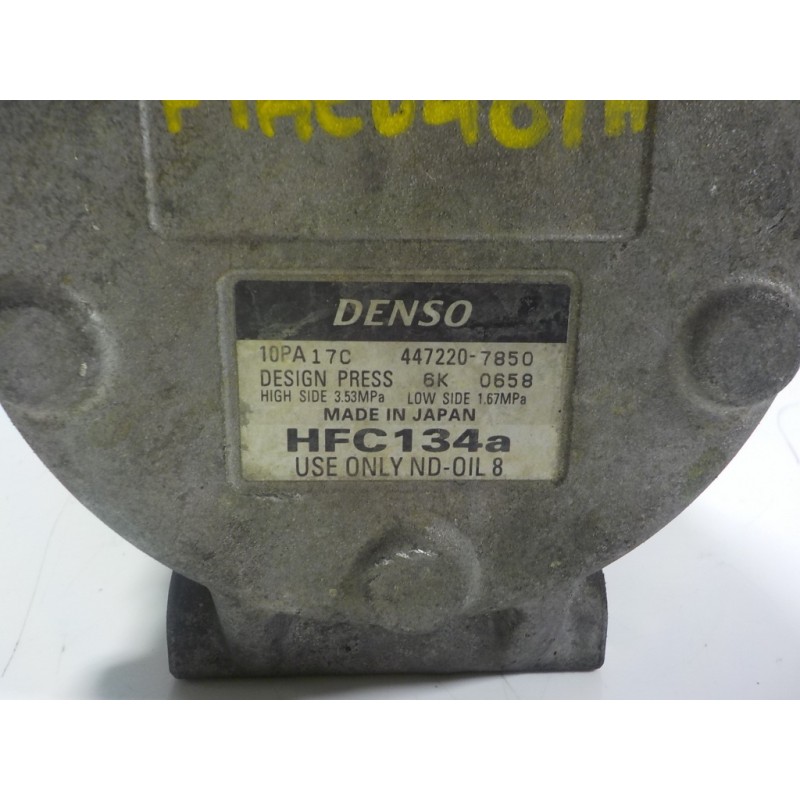 DENSO
10PA17C 447220-7850
DESIGN PRESS 6K 0658
HIGH SIDE 3.53MPa LOW SIDE 1.67MPa
MADE IN JAPAN
HFC134a
USE ONLY ND-OIL 8